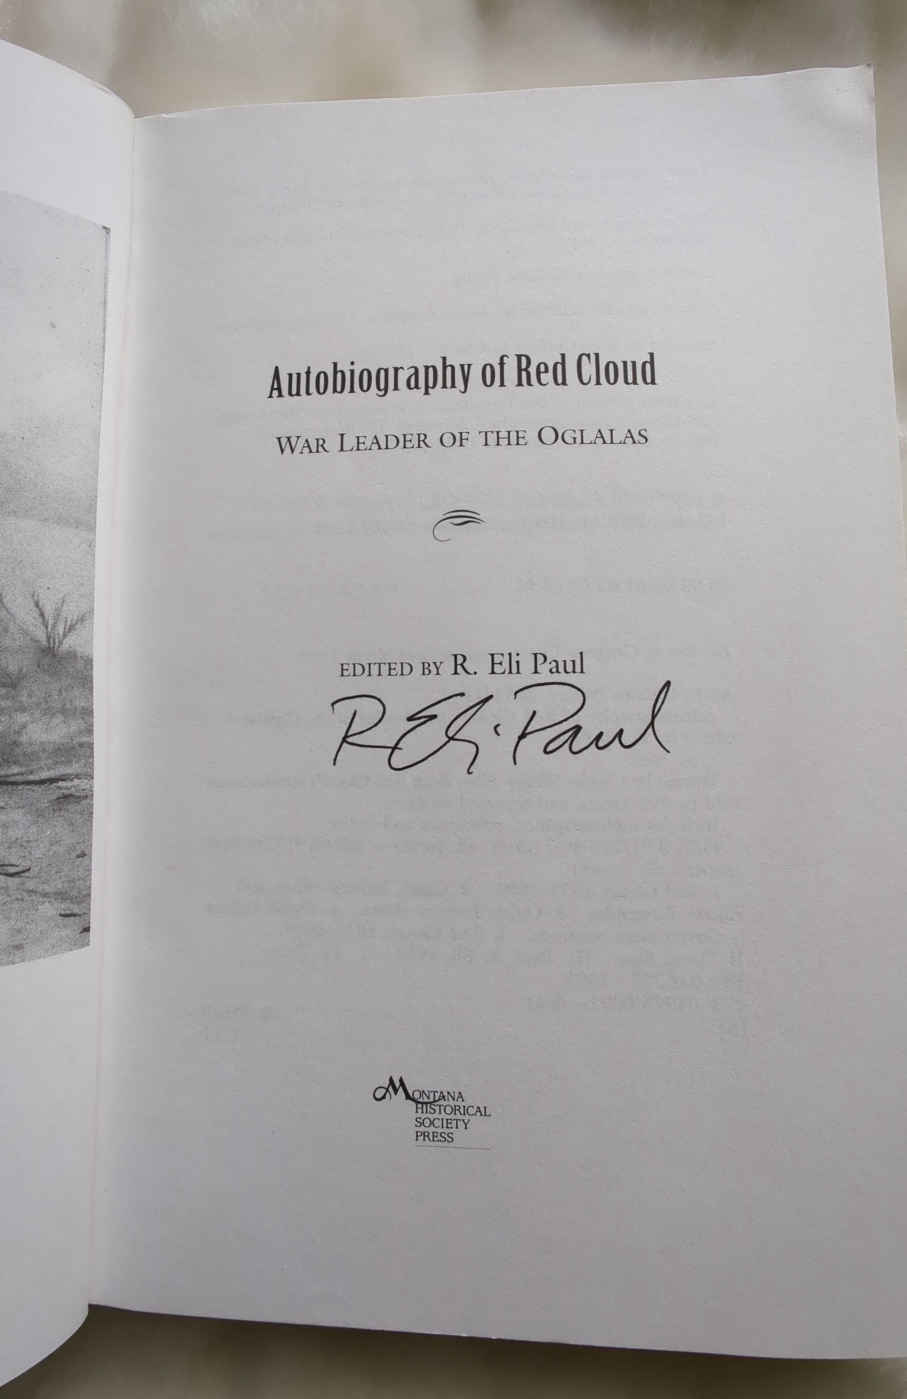 Autobiography of Red Cloud
WAR LEADER OF THE OGLALAS
EDITED BY R. Eli Paul
R Eli Paul
MONTANA
HISTORICAL
SOCIETY
PRESS